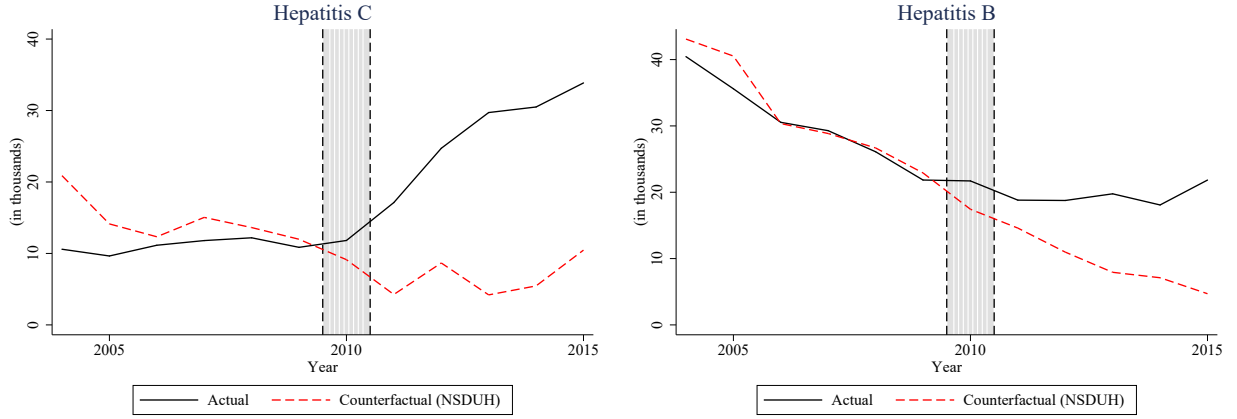 Hepatitis C
(in thousands)
40
30
20
10
0
2005
2010
2015
Year
Actual
Counterfactual (NSDUH)
Hepatitis B
(in thousands)
40
30
20
10
0
2005
2010
2015
Year
Actual
Counterfactual (NSDUH)